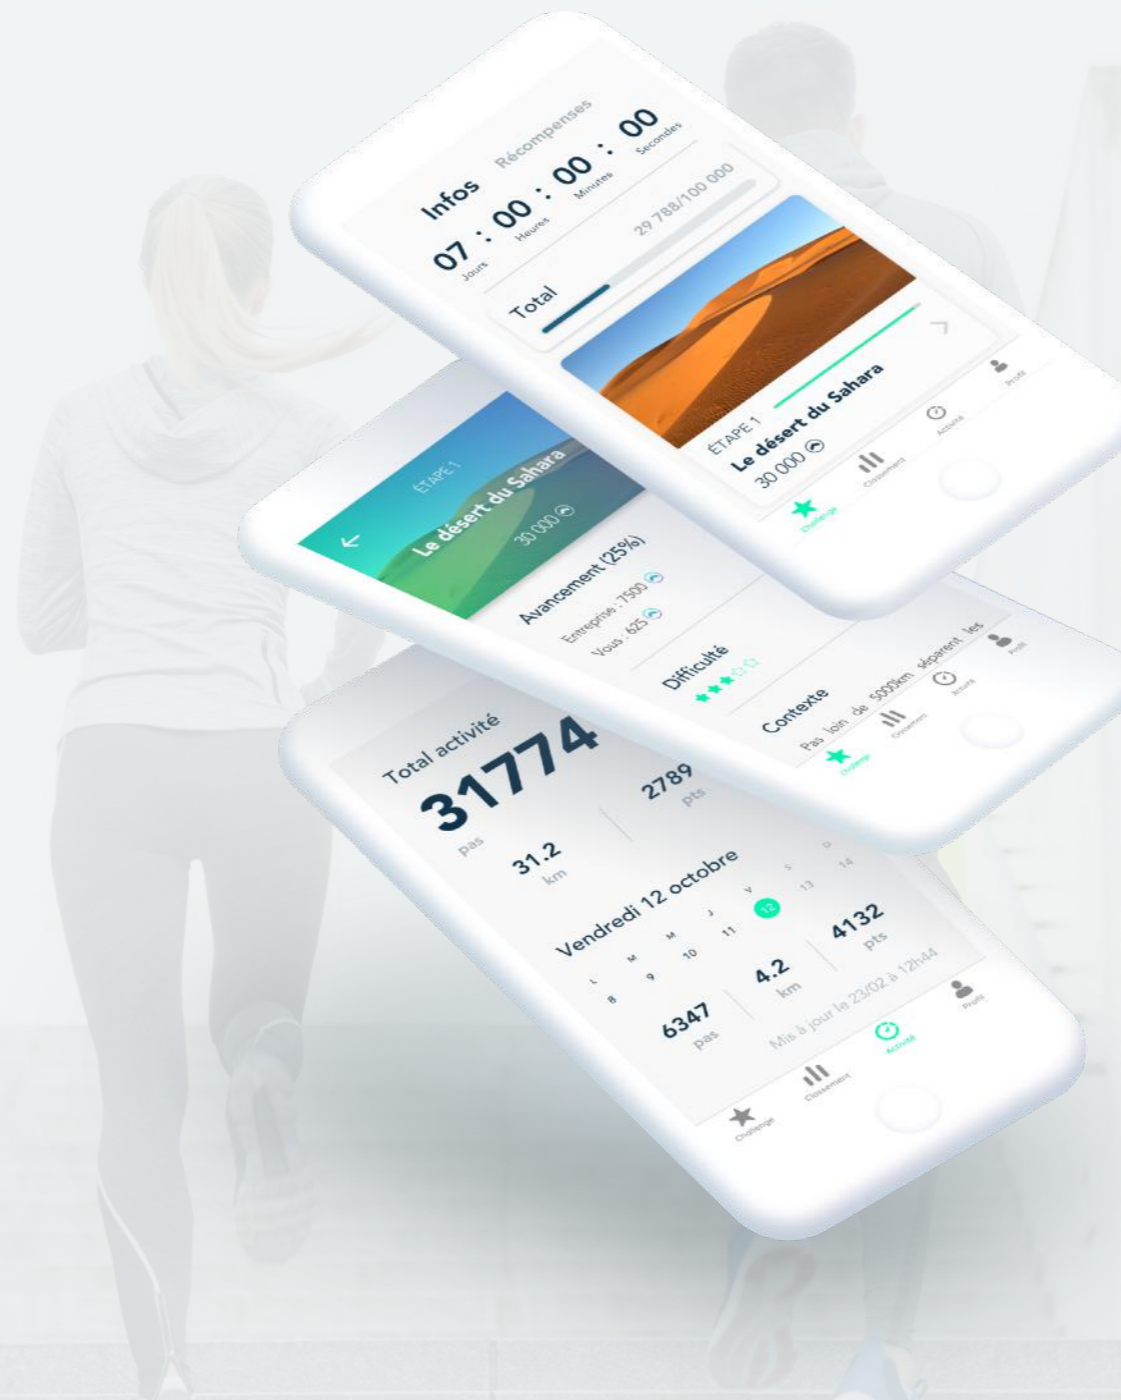 Infos Récompenses
07 : 00 : 00 : 00
Jours Heures Minutes Secondes
Total 29 788/100 000
ÉTAPE 1
Le désert du Sahara
30 000
Challenge Classement Activité Profil
ÉTAPE 1
Le désert du Sahara
30 000
Avancement (25%)
Entreprise : 7500
Vous : 625
Difficulté
Contexte
Pas loin de 5000km séparent les
Challenge Classement Activité Profil
Total activité
31774
pas
31.2 2789
km pts
Vendredi 12 octobre
L M M J V S D
8 9 10 11 12 13 14
6347 4.2 4132
pas km pts
Mis à jour le 23/02 à 12h44
Challenge Classement Activité Profil